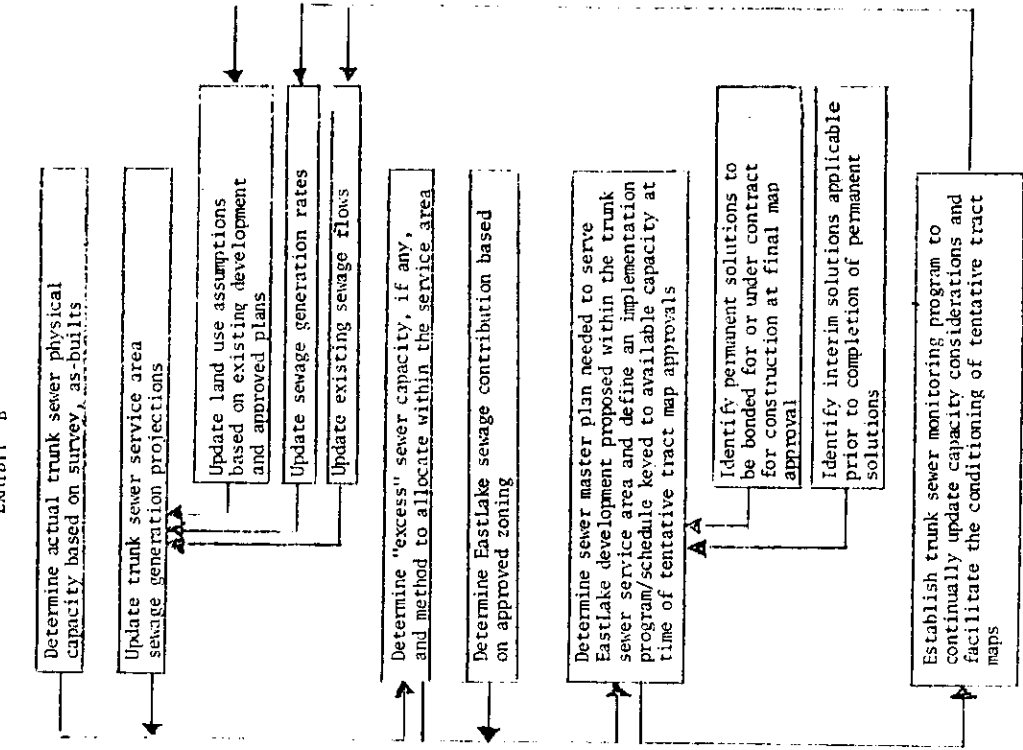 EXHIBIT B
Determine actual trunk sewer physical
capacity based on survey, as-builts
Update trunk sewer service area
sewage generation projections
Update land use assumptions
based on existing development
and approved plans
Update sewage generation rates
Update existing sewage flows
Determine "excess" sewer capacity, if any,
and method to allocate within the service area
Determine EastLake sewage contribution based
on approved zoning
Determine sewer master plan needed to serve
EastLake development proposed within the trunk
sewer service area and define an implementation
program/schedule keyed to available capacity at
time of tentative tract map approvals
Identify permanent solutions to
be bonded for or under contract
for construction at final map
approval
Identify interim solutions applicable
prior to completion of permanent
solutions
Establish trunk sewer monitoring program to
continually update capacity considerations and
facilitate the conditioning of tentative tract
maps